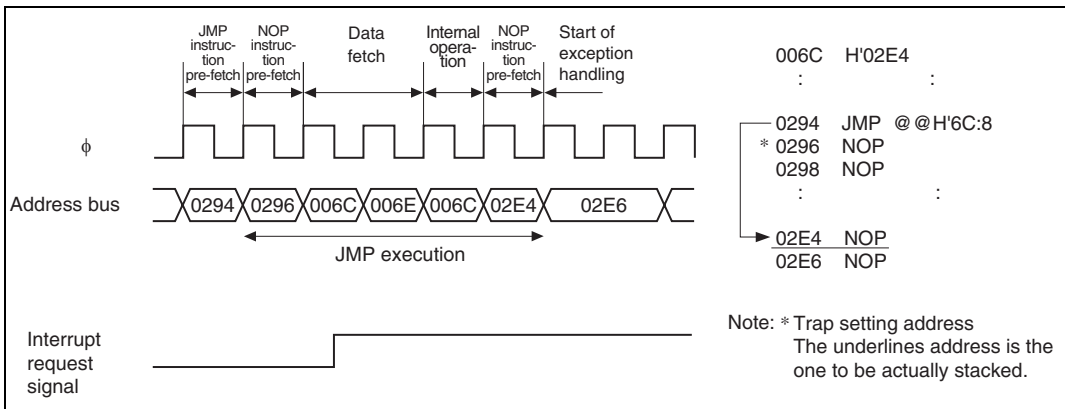 JMP instruc-tion pre-fetch
NOP instruc-tion pre-fetch
Data fetch
Internal opera-tion
NOP instruc-tion pre-fetch
Start of exception handling
φ
Address bus
0294 0296 006C 006E 006C 02E4 02E6
JMP execution
Interrupt request signal
006C H'02E4
: :
0294 JMP @@H'6C:8
* 0296 NOP
0298 NOP
: :
02E4 NOP
02E6 NOP
Note: * Trap setting address
The underlines address is the
one to be actually stacked.